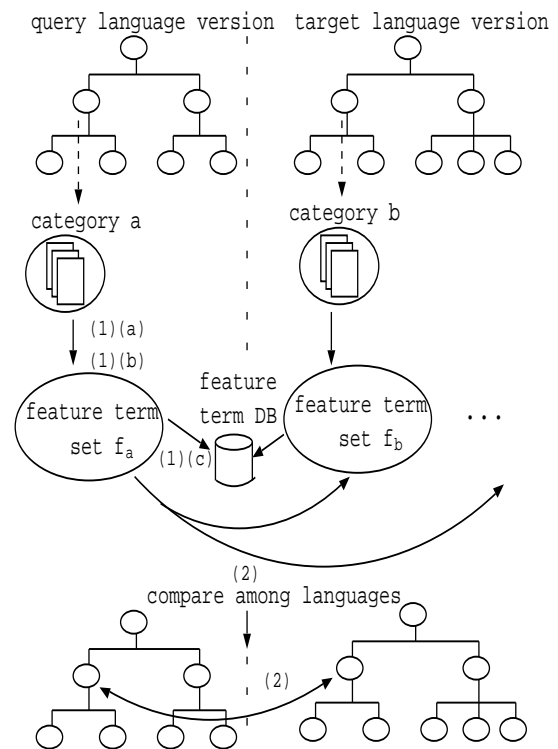 query language version
target language version
category a
category b
(1)(a)
(1)(b)
feature
term DB
feature term
set fa
feature term
set fb
...
(1)(c)
(2)
compare among languages
(2)